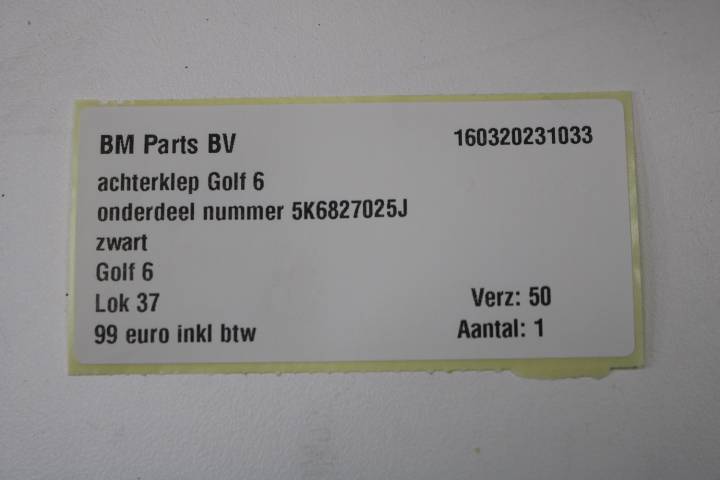 BM Parts BV 160320231033
achterklep Golf 6
onderdeel nummer 5K6827025J
zwart
Golf 6
Lok 37 Verz: 50
99 euro inkl btw Aantal: 1